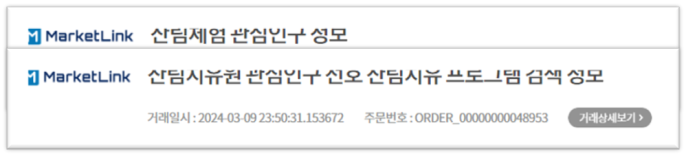 MarketLink 산림체험 관심인구 정보
MarketLink 산림치유원 관심인구 선호 산림치유 프로그램 검색 정보
거래일시 : 2024-03-09 23:50:31.153672 주문번호 : ORDER_00000000048953 거래상세보기